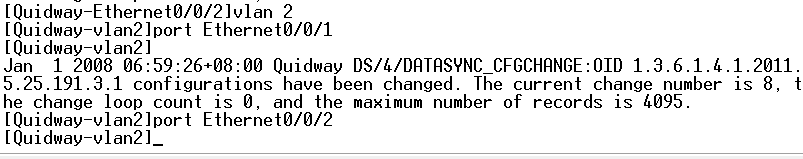 [Quidway-Ethernet0/0/2]vlan 2
[Quidway-vlan2]port Ethernet0/0/1
[Quidway-vlan2]
Jan  1 2008 06:59:26+08:00 Quidway DS/4/DATASYNC_CFGCHANGE:OID 1.3.6.1.4.1.2011.
5.25.191.3.1 configurations have been changed. The current change number is 8, t
he change loop count is 0, and the maximum number of records is 4095.
[Quidway-vlan2]port Ethernet0/0/2
[Quidway-vlan2]_